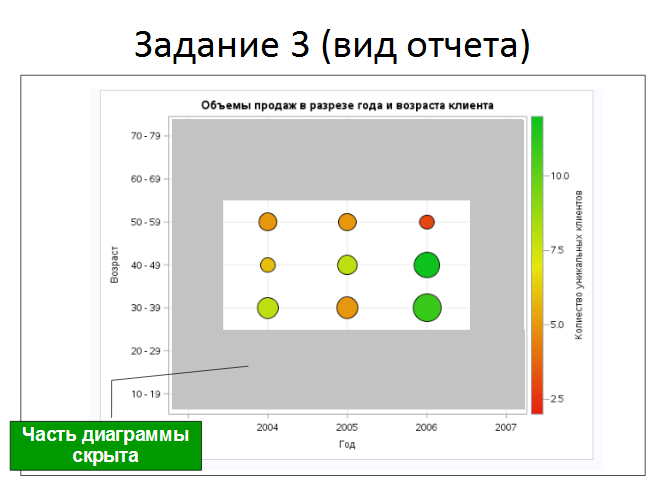 Задание 3 (вид отчета)
Объемы продаж в разрезе года и возраста клиента
70 - 79
60 - 69
50 - 59
40 - 49
30 - 39
20 - 29
10 - 19
Возраст
2004
2005
2006
2007
Год
10.0
7.5
5.0
2.5
Колиество уникальных клиентов
Часть диаграммы
скрыта